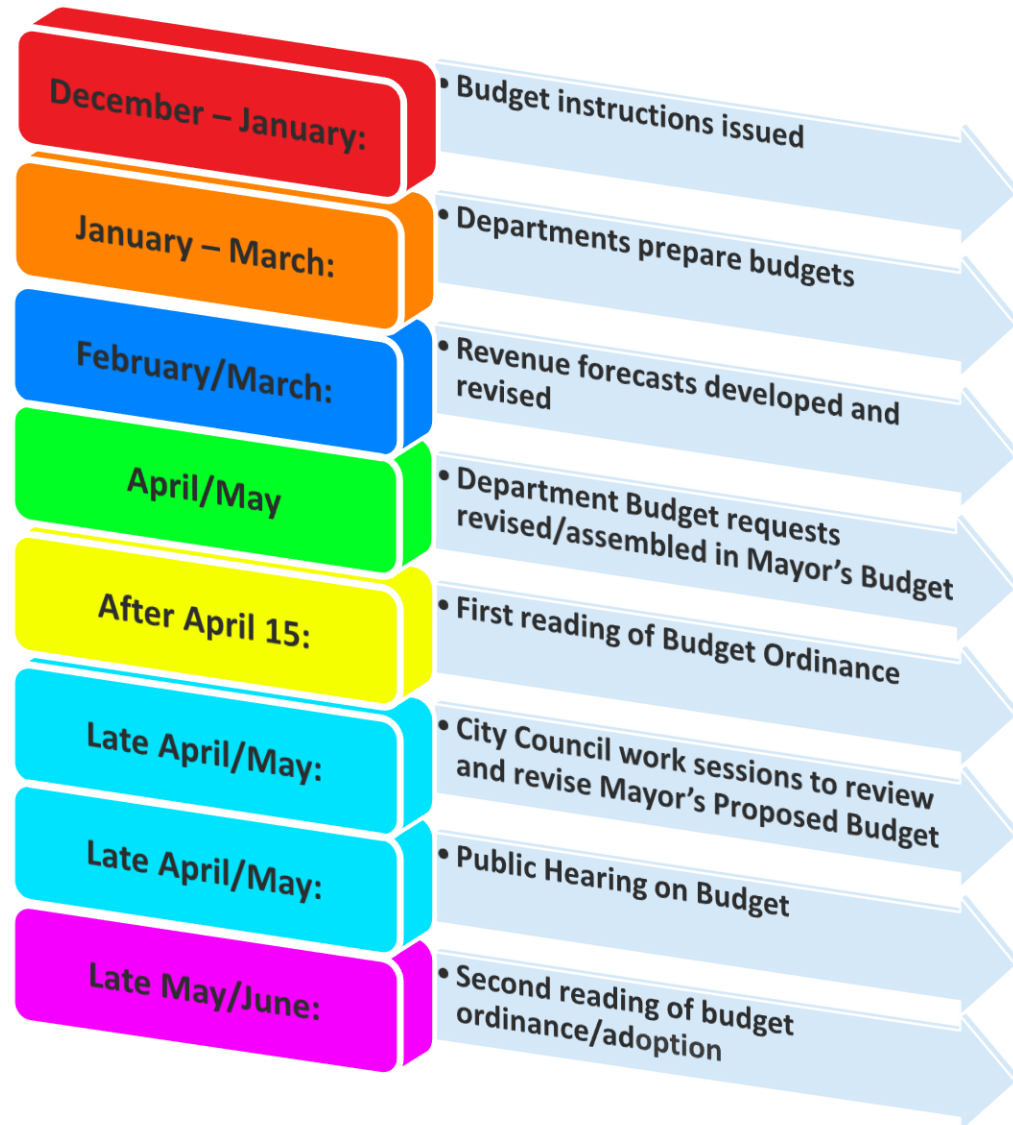 December – January:
• Budget instructions issued
January – March:
• Departments prepare budgets
February/March:
• Revenue forecasts developed and
revised
April/May
• Department Budget requests
revised/assembled in Mayor’s Budget
After April 15:
• First reading of Budget Ordinance
Late April/May:
• City Council work sessions to review
and revise Mayor’s Proposed Budget
Late April/May:
• Public Hearing on Budget
Late May/June:
• Second reading of budget
ordinance/adoption